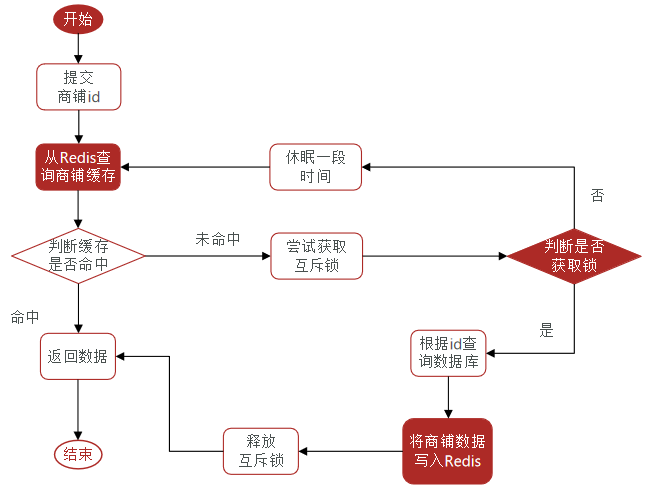 开始
提交
商铺id
从Redis查
询商铺缓存
休眠一段
时间
否
未命中
判断缓存
是否命中
尝试获取
互斥锁
判断是否
获取锁
命中
是
返回数据
根据id查
询数据库
释放
互斥锁
将商铺数据
写入Redis
结束